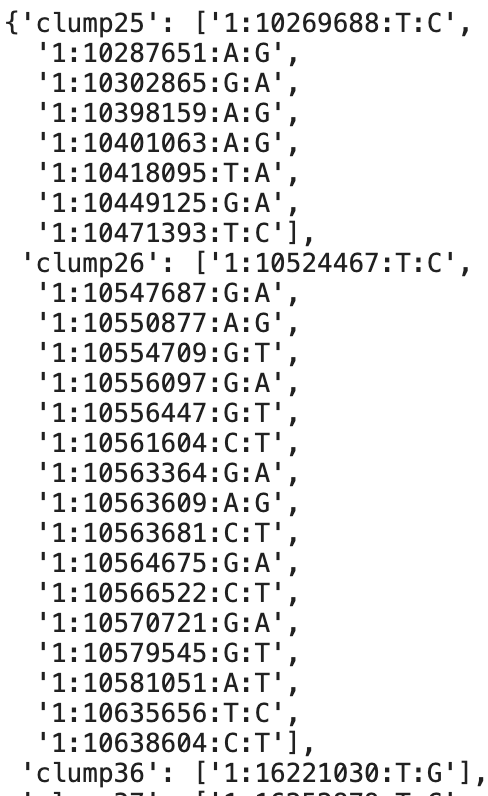 {'clump25': ['1:10269688:T:C',
'1:10287651:A:G',
'1:10302865:G:A',
'1:10398159:A:G',
'1:10401063:A:G',
'1:10418095:T:A',
'1:10449125:G:A',
'1:10471393:T:C'],
'clump26': ['1:10524467:T:C',
'1:10547687:G:A',
'1:10550877:A:G',
'1:10554709:G:T',
'1:10556097:G:A',
'1:10556447:G:T',
'1:10561604:C:T',
'1:10563364:G:A',
'1:10563609:A:G',
'1:10563681:C:T',
'1:10564675:G:A',
'1:10566522:C:T',
'1:10570721:G:A',
'1:10579545:G:T',
'1:10581051:A:T',
'1:10635656:T:C',
'1:10638604:C:T'],
'clump36': ['1:16221030:T:G'],